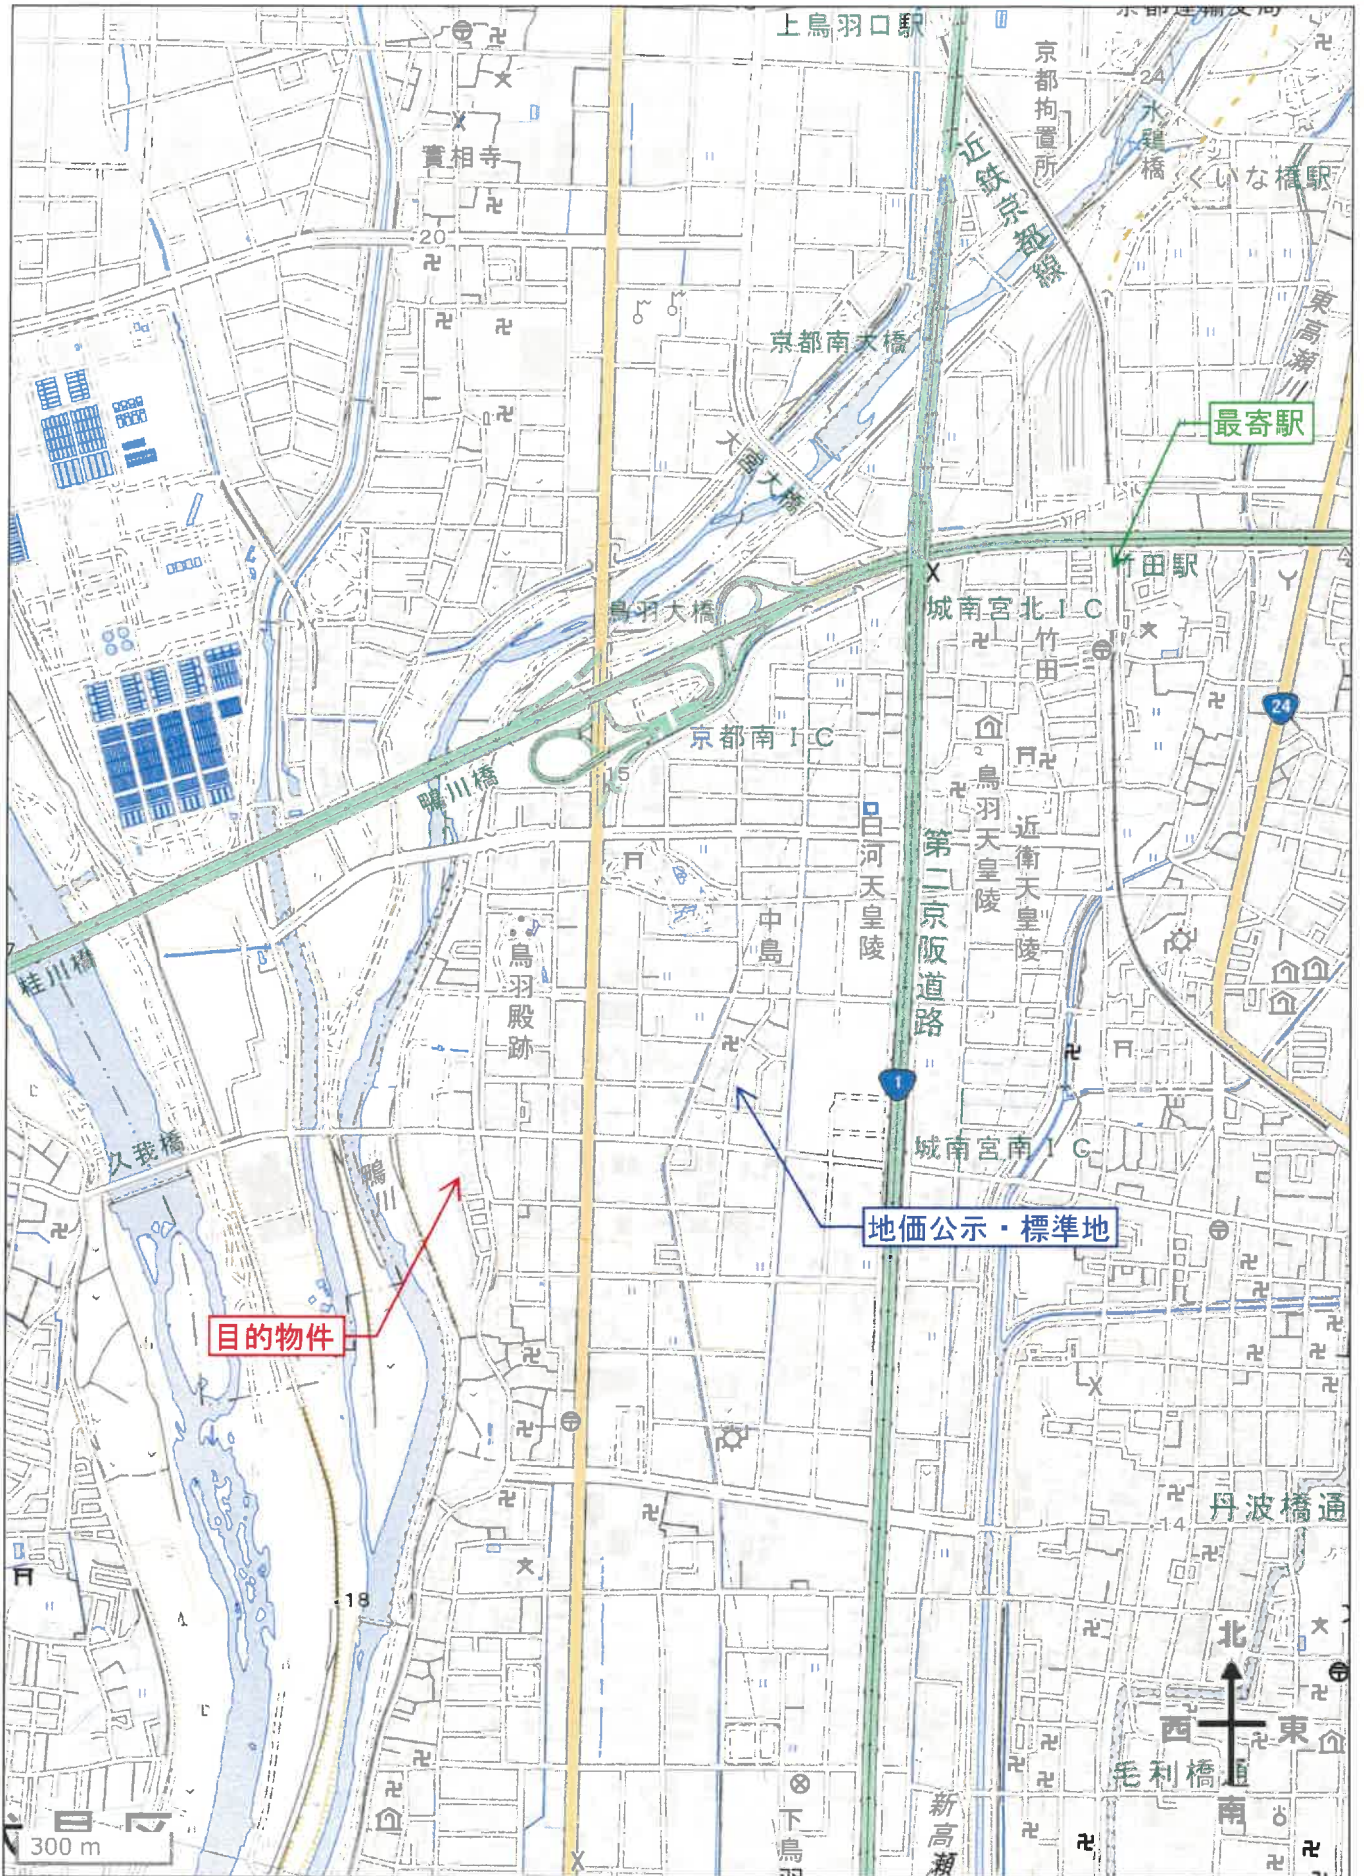 上鳥羽口駅
京都拘置所
24
水鶏橋
くいな橋駅
近鉄京都線
實相寺
20
東高瀬川
京都南大橋
最寄駅
大宮大橋
竹田駅
鳥羽大橋
城南宮北IC
竹田
24
京都南IC
15
鴨川橋
鳥羽天皇陵
近衛天皇陵
白河天皇陵
第二京阪道路
中島
鳥羽殿跡
桂川橋
1
久我橋
鴨川
城南宮南IC
地価公示・標準地
目的物件
丹波橋通
14
18
北
西
東
南
毛利橋通
新高瀬
下鳥羽
300 m